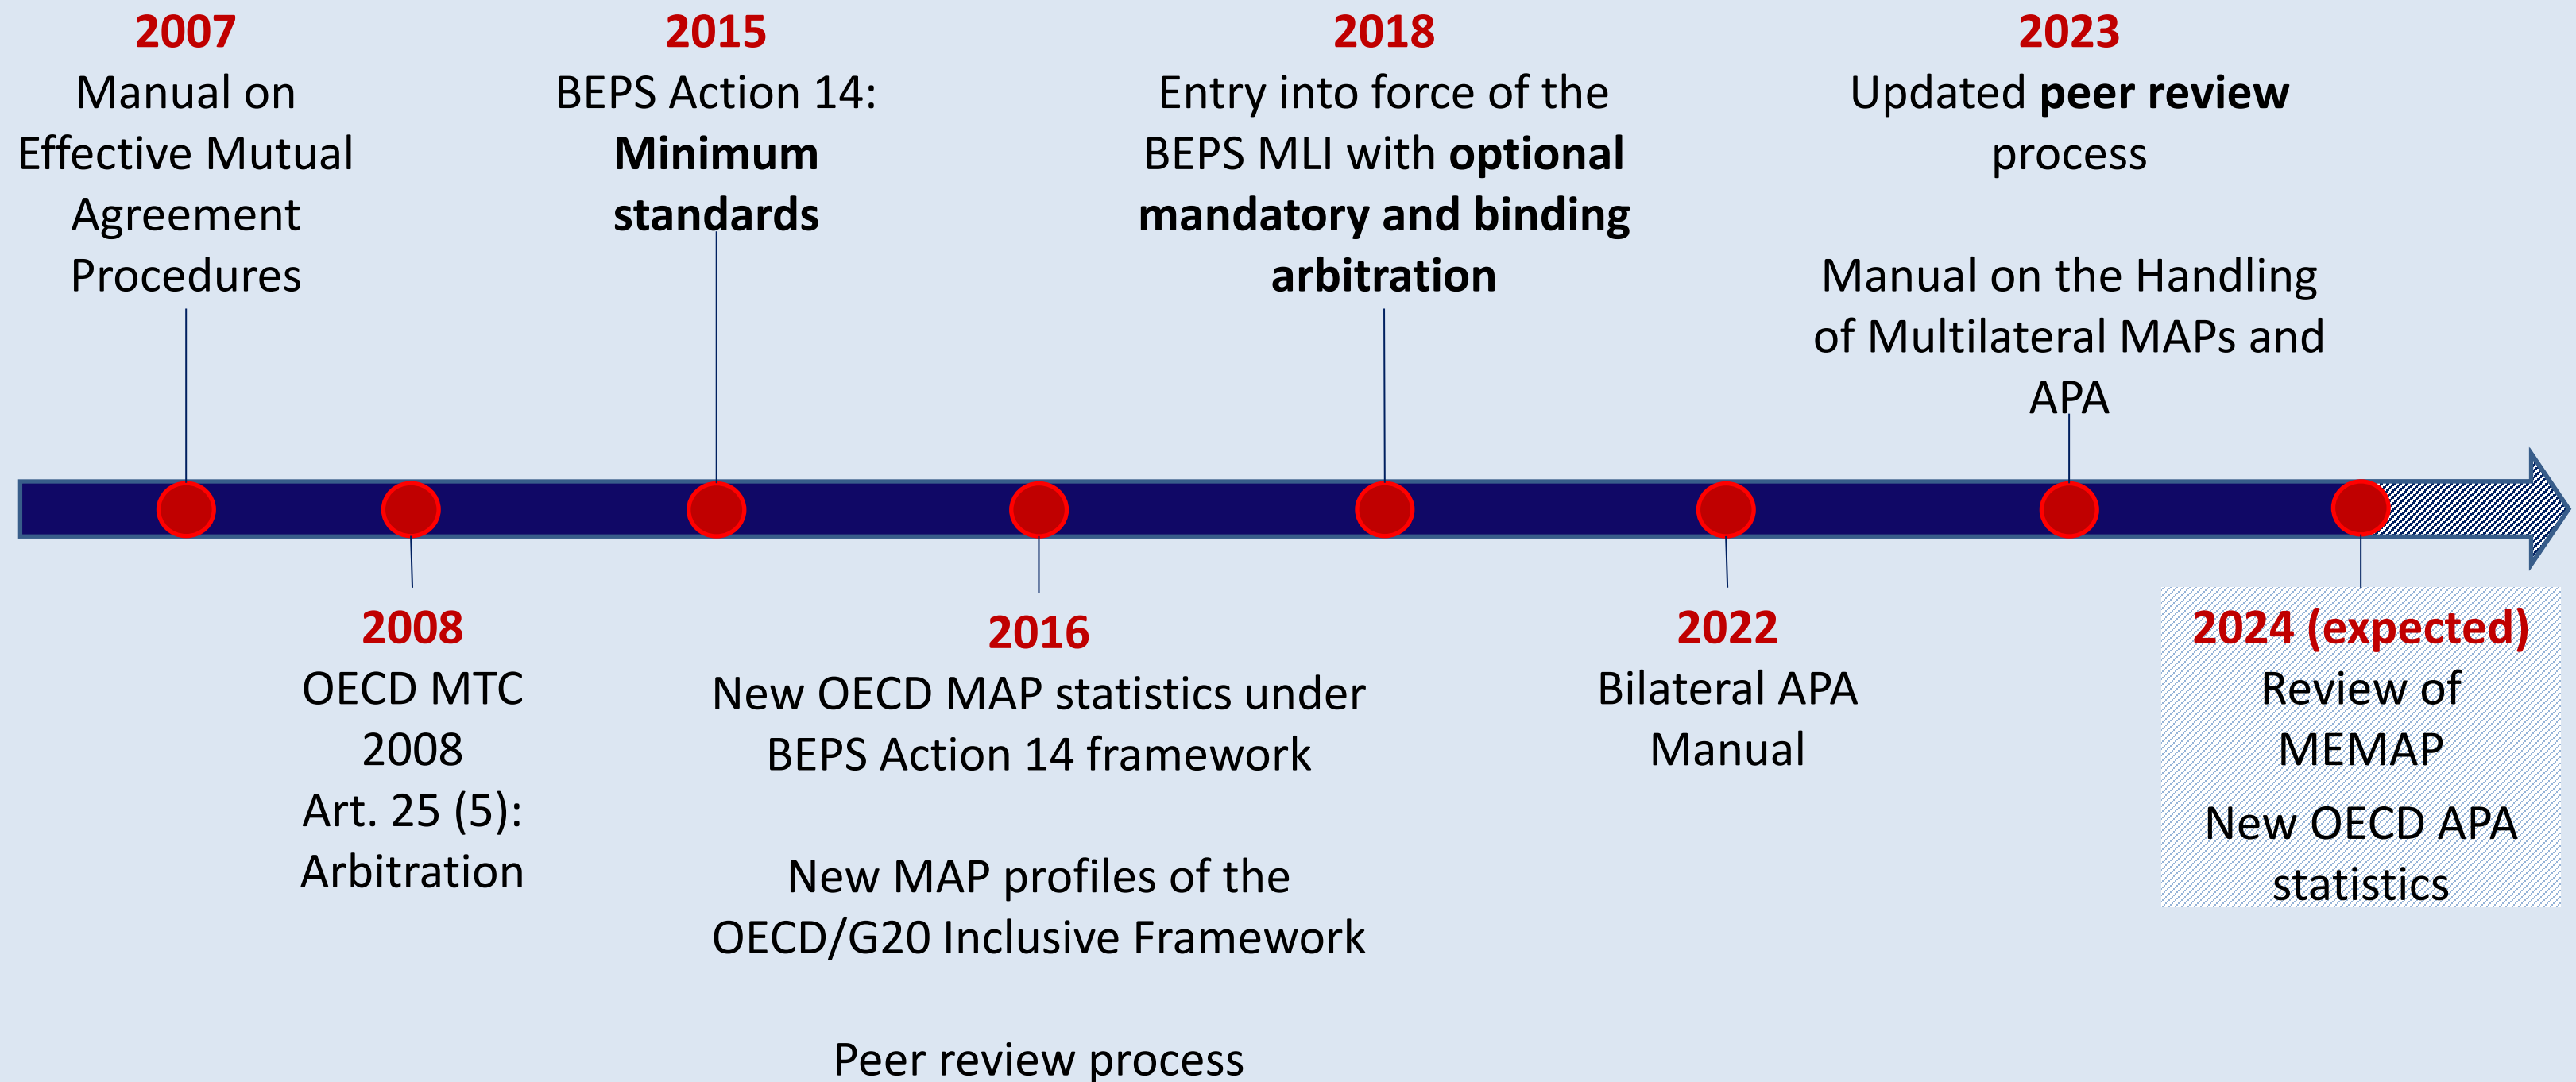 2007
Manual on
Effective Mutual
Agreement
Procedures
2008
OECD MTC
2008
Art. 25 (5):
Arbitration
2015
BEPS Action 14:
Minimum
standards
2016
New OECD MAP statistics under
BEPS Action 14 framework
New MAP profiles of the
OECD/G20 Inclusive Framework
Peer review process
2018
Entry into force of the
BEPS MLI with optional
mandatory and binding
arbitration
2022
Bilateral APA
Manual
2023
Updated peer review
process
Manual on the Handling
of Multilateral MAPs and
APA
2024 (expected)
Review of
MEMAP
New OECD APA
statistics